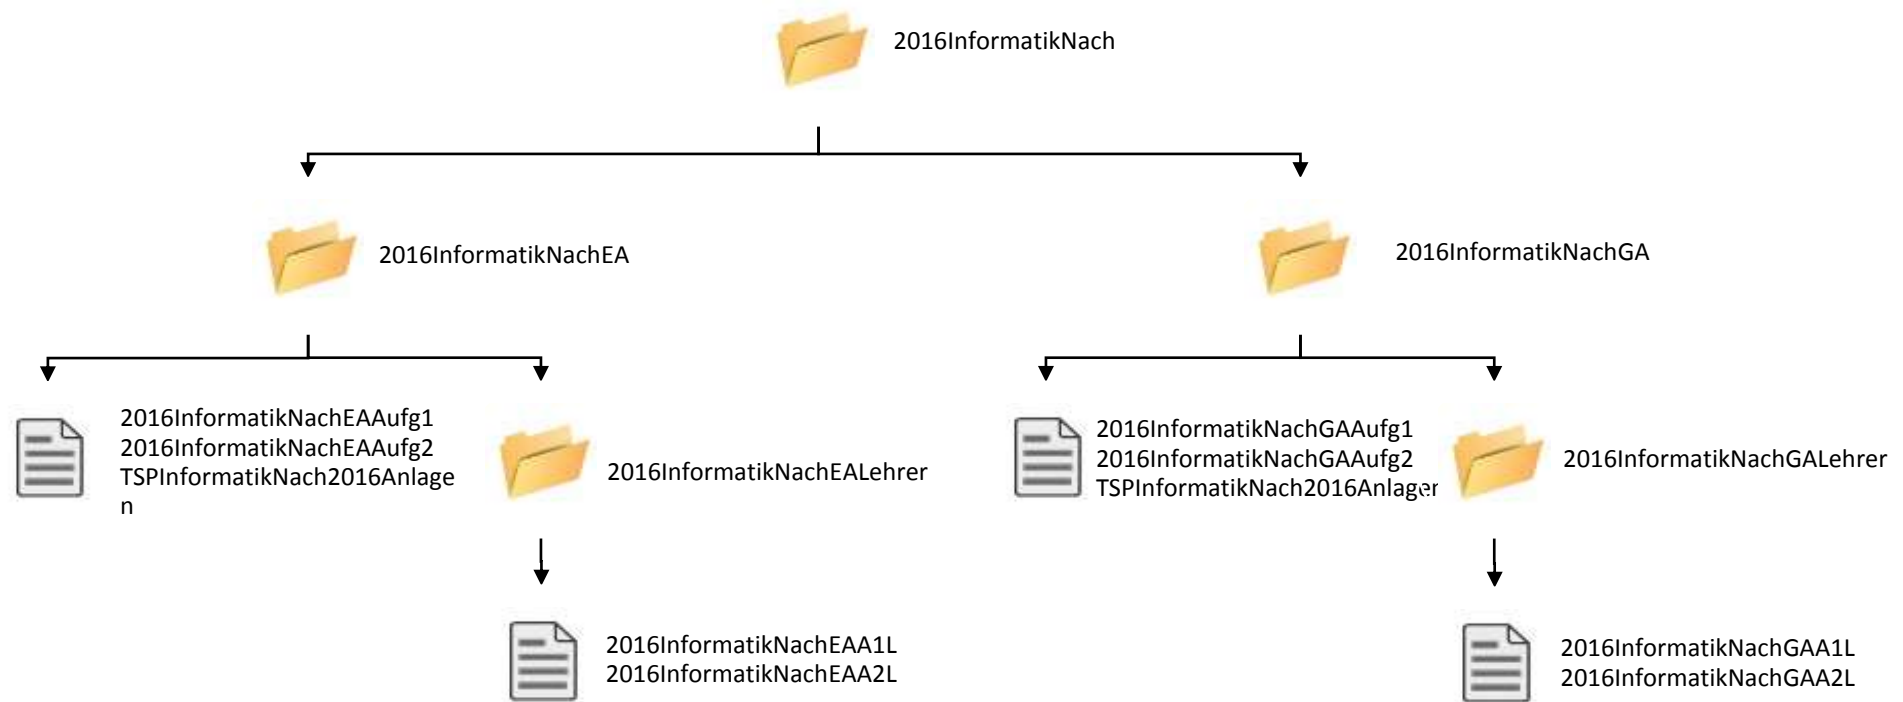 2016InformatikNach
2016InformatikNachEA
2016InformatikNachGA
2016InformatikNachEAAufg1
2016InformatikNachEAAufg2
TSPInformatikNach2016Anlage
n
2016InformatikNachEALehrer
2016InformatikNachGAAufg1
2016InformatikNachGAAufg2
TSPInformatikNach2016Anlagen
2016InformatikNachGALehrer
2016InformatikNachEAA1L
2016InformatikNachEAA2L
2016InformatikNachGAA1L
2016InformatikNachGAA2L